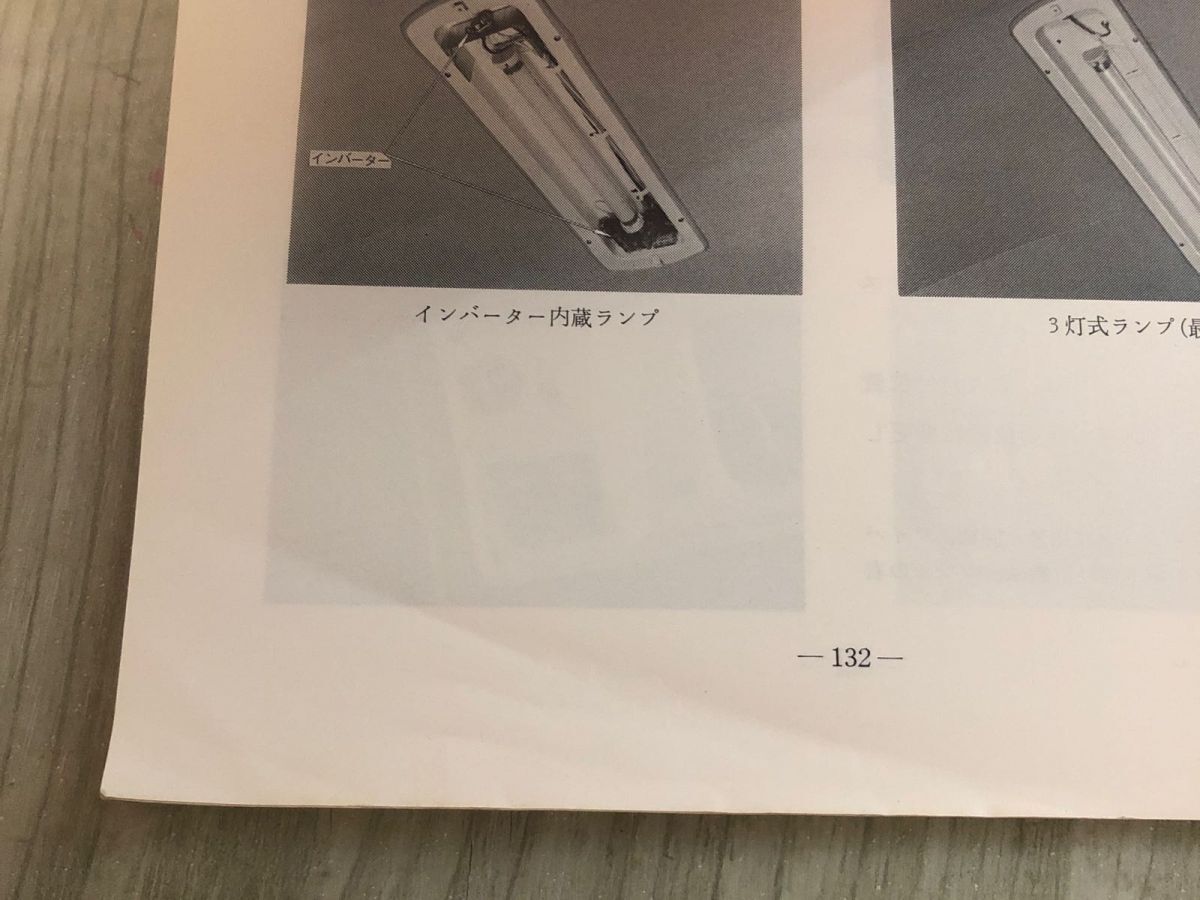 インバーター
インバーター内蔵ランプ
3灯式ランプ(最
— 132 —